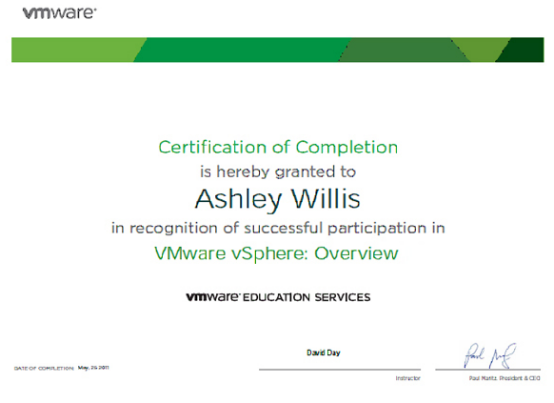 vmware®
Certification of Completion
is hereby granted to
Ashley Willis
in recognition of successful participation in
VMware vSphere: Overview
vmware® EDUCATION SERVICES
David Day
DATE OF COMPLETION: May, 25 2011
Instructor
Paul Maritz, President & CEO